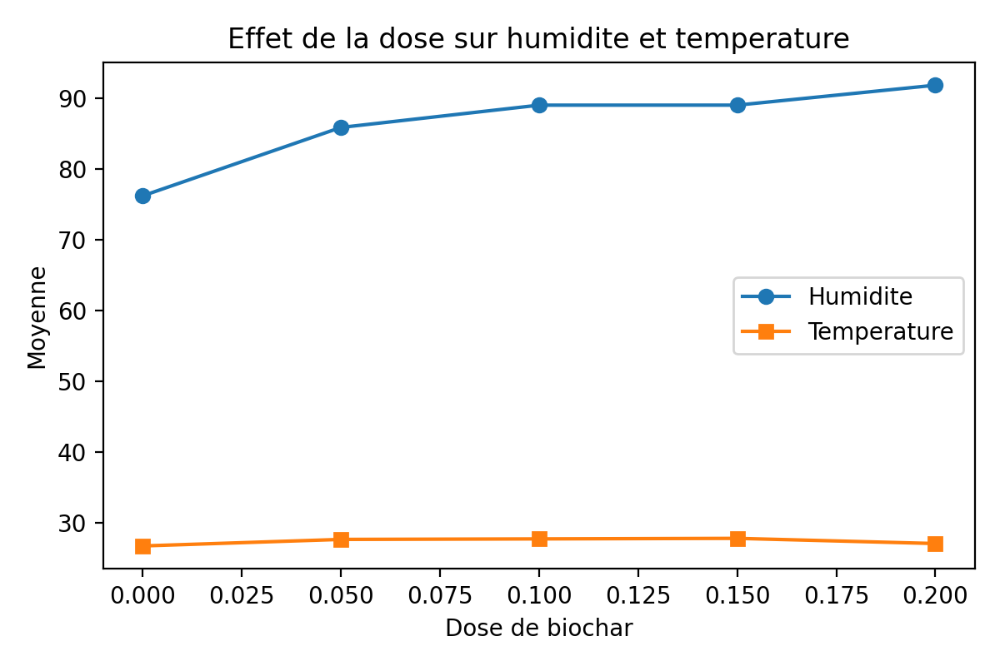 Effet de la dose sur humidite et temperature
90
80
70
60
50
40
30
Moyenne
Humidite
Temperature
0.000 0.025 0.050 0.075 0.100 0.125 0.150 0.175 0.200
Dose de biochar